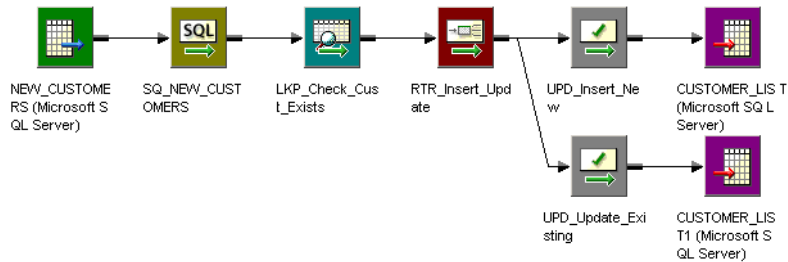 SQL
NEW_CUSTOME
RS (Microsoft S
QL Server)
SQ_NEW_CUST
OMERS
LKP_Check_Cus
t_Exists
RTR_Insert_Upd
ate
UPD_Insert_Ne
w
CUSTOMER_LIS T
(Microsoft SQ L
Server)
UPD_Update_Exi
sting
CUSTOMER_LIS
T1 (Microsoft S
QL Server)